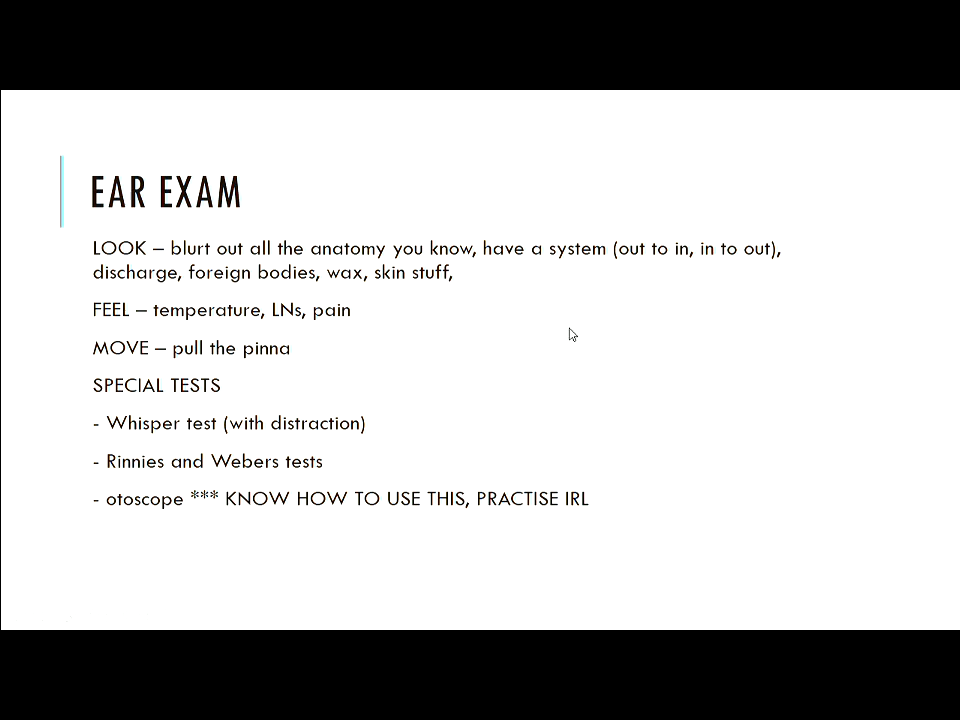 EAR EXAM
LOOK – blurt out all the anatomy you know, have a system (out to in, in to out),
discharge, foreign bodies, wax, skin stuff,
FEEL – temperature, LNs, pain
MOVE – pull the pinna
SPECIAL TESTS
- Whisper test (with distraction)
- Rinnies and Webers tests
- otoscope *** KNOW HOW TO USE THIS, PRACTISE IRL